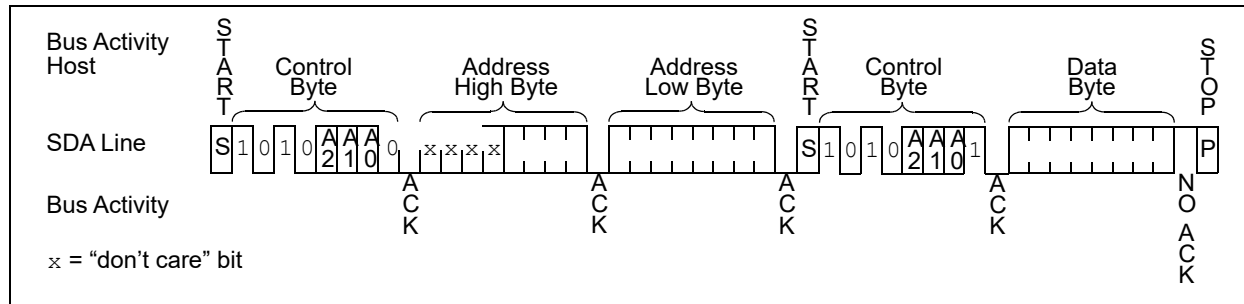 Bus Activity
Host
START
Control
Byte
Address
High Byte
Address
Low Byte
START
Control
Byte
Data
Byte
STOP
SDA Line
S 1 0 1 0 A2 A1 A0 0 x x x x S 1 0 1 0 A2 A1 A0 1 P
Bus Activity
ACK
ACK
ACK
ACK
NO ACK
x = “don’t care” bit